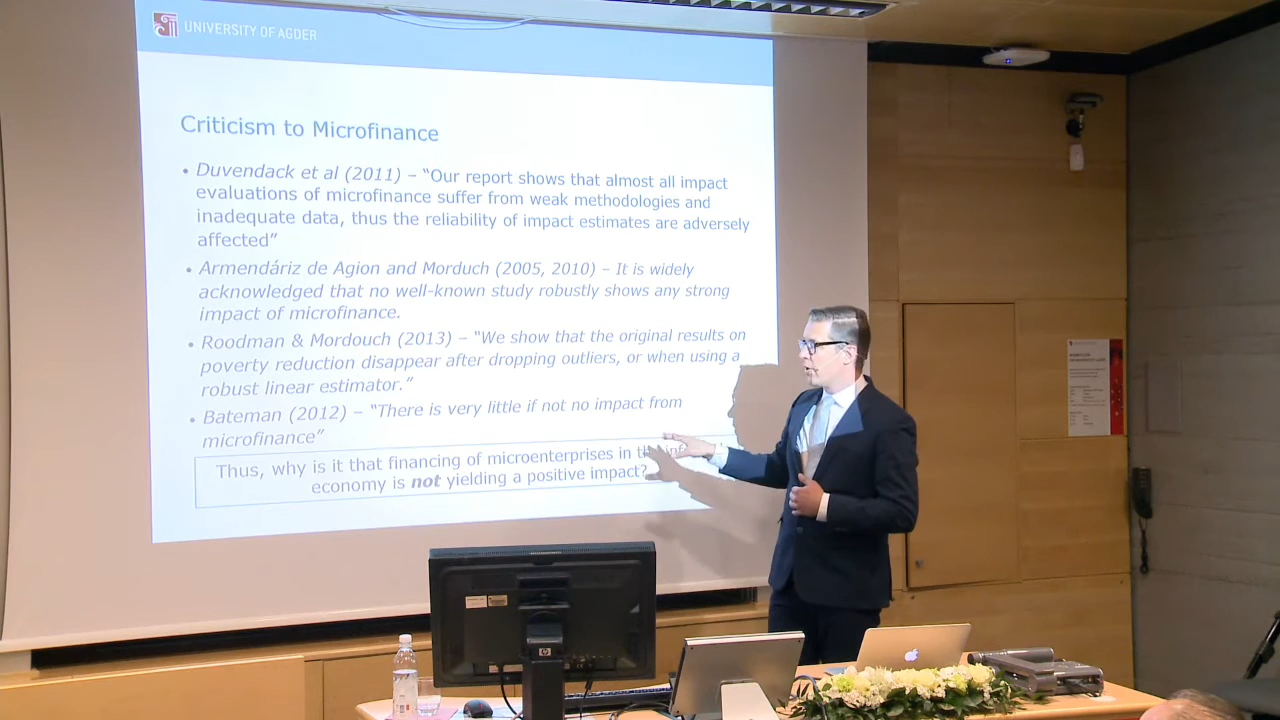 UNIVERSITY OF AGDER
Criticism to Microfinance
• Duvendack et al (2011) – “Our report shows that almost all impact
evaluations of microfinance suffer from weak methodologies and
inadequate data, thus the reliability of impact estimates are adversely
affected”
• Armendáriz de Agion and Morduch (2005, 2010) – It is widely
acknowledged that no well-known study robustly shows any strong
impact of microfinance.
• Roodman & Mordouch (2013) – “We show that the original results on
poverty reduction disappear after dropping outliers, or when using a
robust linear estimator.”
• Bateman (2012) – “There is very little if not no impact from
microfinance”
Thus, why is it that financing of microenterprises in
economy is not yielding a positive impact?
hp